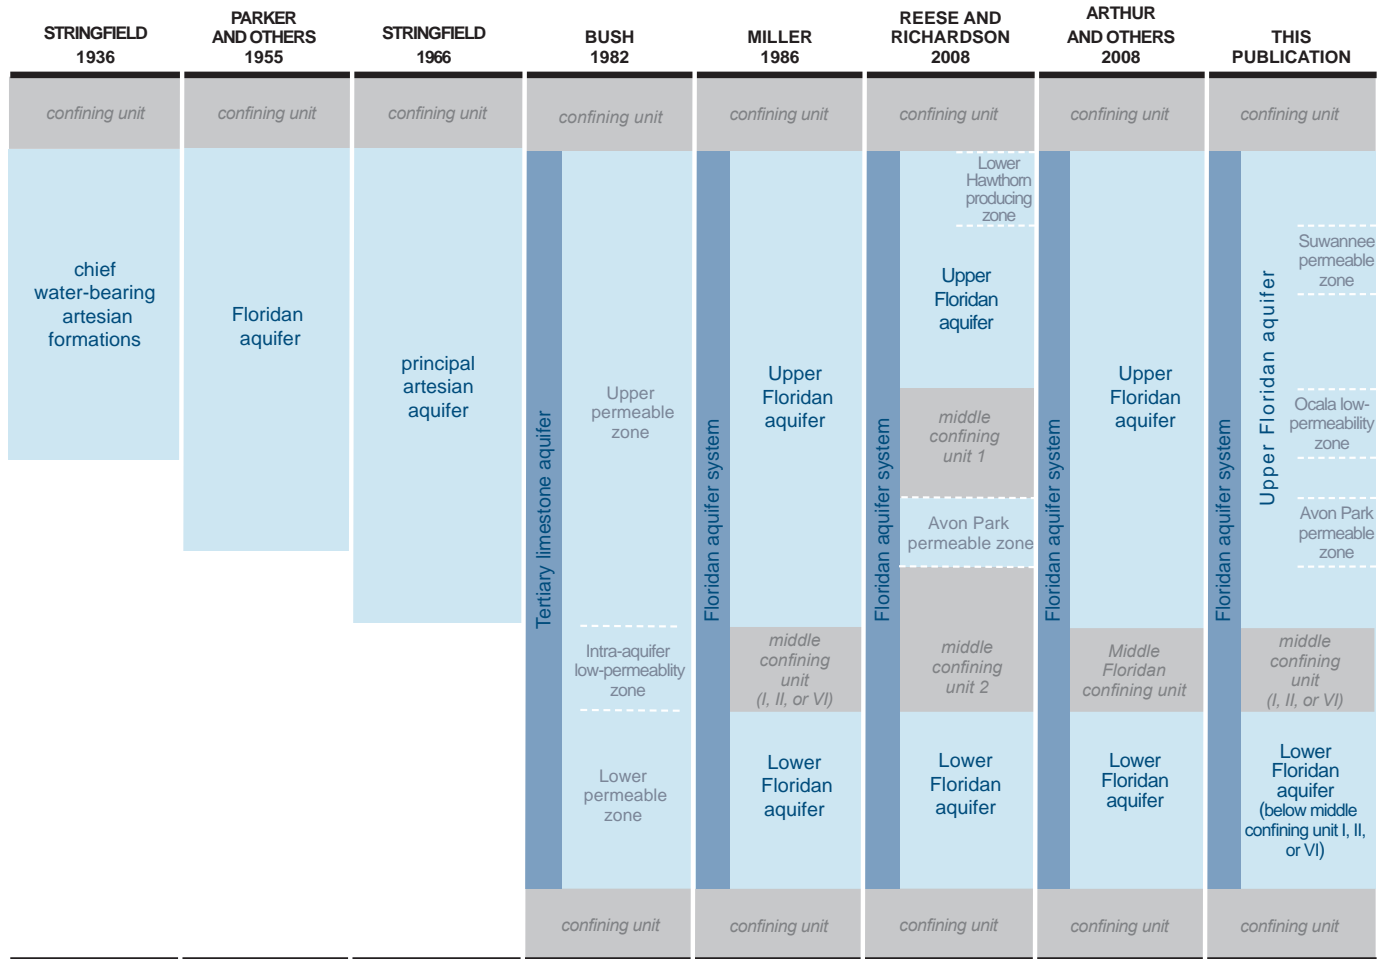 STRINGFIELD
1936
PARKER
AND OTHERS
1955
STRINGFIELD
1966
BUSH
1982
MILLER
1986
REESE AND
RICHARDSON
2008
ARTHUR
AND OTHERS
2008
THIS
PUBLICATION
confining unit
chief
water-bearing
artesian
formations
confining unit
Floridan
aquifer
confining unit
principal
artesian
aquifer
confining unit
Tertiary limestone aquifer
Upper
permeable
zone
Intra-aquifer
low-permeablity
zone
Lower
permeable
zone
confining unit
confining unit
Floridan aquifer system
Upper
Floridan
aquifer
middle
confining
unit
(I, II, or VI)
Lower
Floridan
aquifer
confining unit
confining unit
Floridan aquifer system
Lower
Hawthorn
producing
zone
Upper
Floridan
aquifer
middle
confining
unit 1
Avon Park
permeable zone
middle
confining
unit 2
Lower
Floridan
aquifer
confining unit
confining unit
Floridan aquifer system
Upper
Floridan
aquifer
Middle
Floridan
confining unit
Lower
Floridan
aquifer
confining unit
confining unit
Floridan aquifer system
Upper Floridan aquifer
Suwannee
permeable
zone
Ocala low-
permeability
zone
Avon Park
permeable
zone
middle
confining
unit
(I, II, or VI)
Lower
Floridan
aquifer
(below middle
confining unit I, II,
or VI)
confining unit